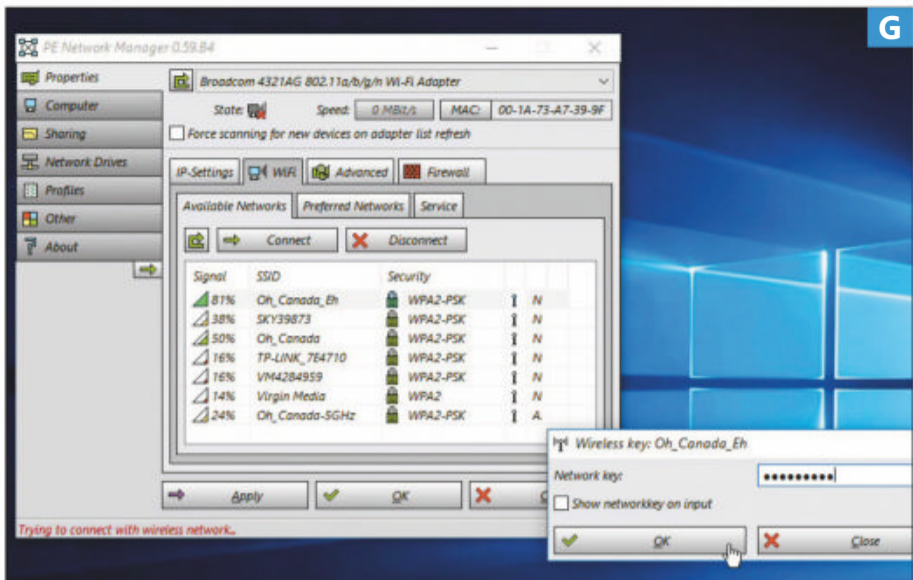 G
PE Network Manager 0.59.B4
Properties
Computer
Sharing
Network Drives
Profiles
Other
About
Broadcom 4321AG 802.11a/b/g/n Wi-Fi Adapter
State: Speed: 0 MBit/s MAC: 00-1A-73-A7-39-9F
Force scanning for new devices on adapter list refresh
IP-Settings WiFi Advanced Firewall
Available Networks Preferred Networks Service
Connect Disconnect
Signal SSID Security
81% Oh_Canada_Eh WPA2-PSK N
38% SKY39873 WPA2-PSK N
50% Oh_Canada WPA2-PSK N
16% TP-LINK_7E4710 WPA2-PSK N
16% VM4284959 WPA2-PSK N
14% Virgin Media WPA2 N
24% Oh_Canada-5GHz WPA2-PSK A
Apply OK
Trying to connect with wireless network...
Wireless key: Oh_Canada_Eh
Network key: •••••••••
Show networkkey on input
OK Close